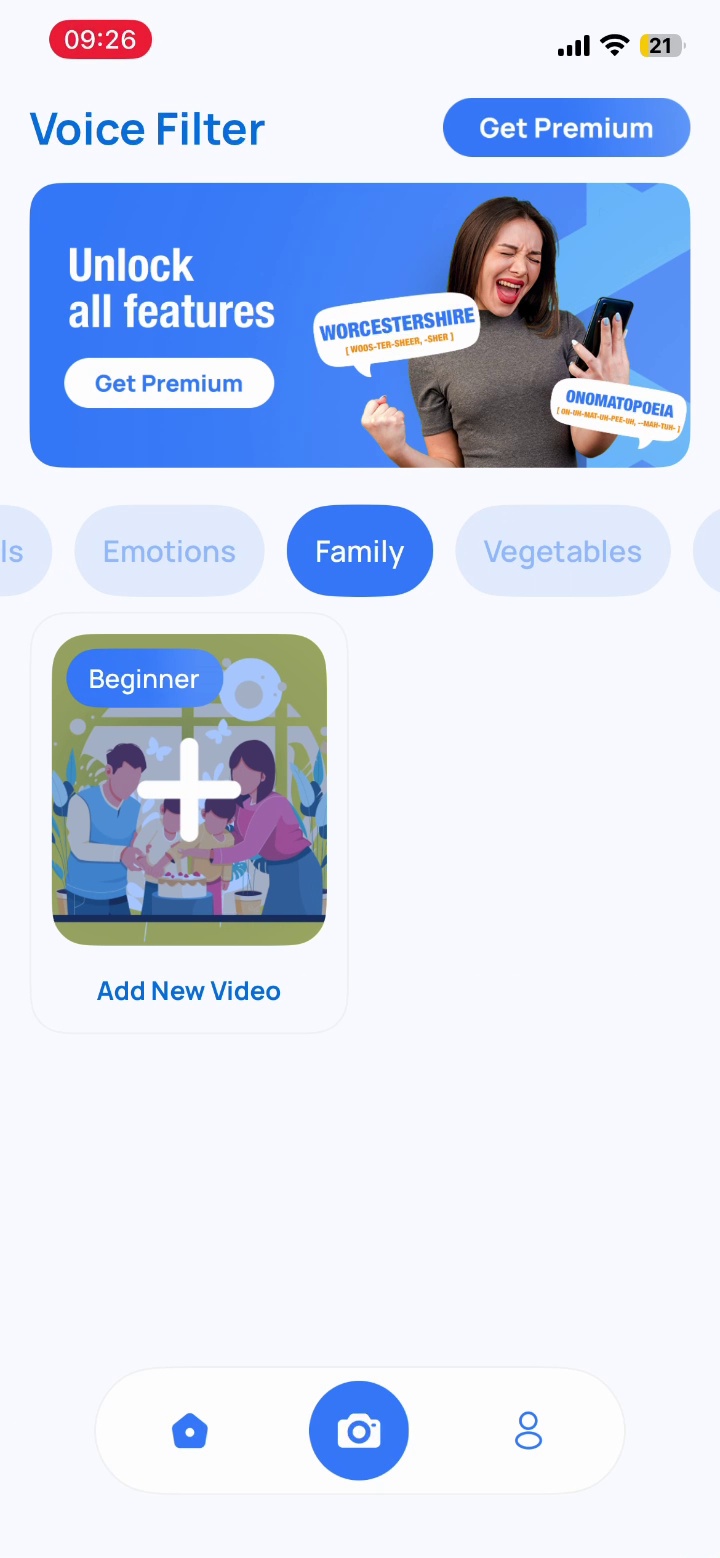 09:26
21
Voice Filter
Get Premium
Unlock
all features
Get Premium
WORCESTERSHIRE
[ WOOS-TER-SHEER, -SHER ]
ONOMATOPOEIA
[ ON-UH-MAT-UH-PEE-UH, --MAH-TUH- ]
ls
Emotions
Family
Vegetables
Beginner
Add New Video